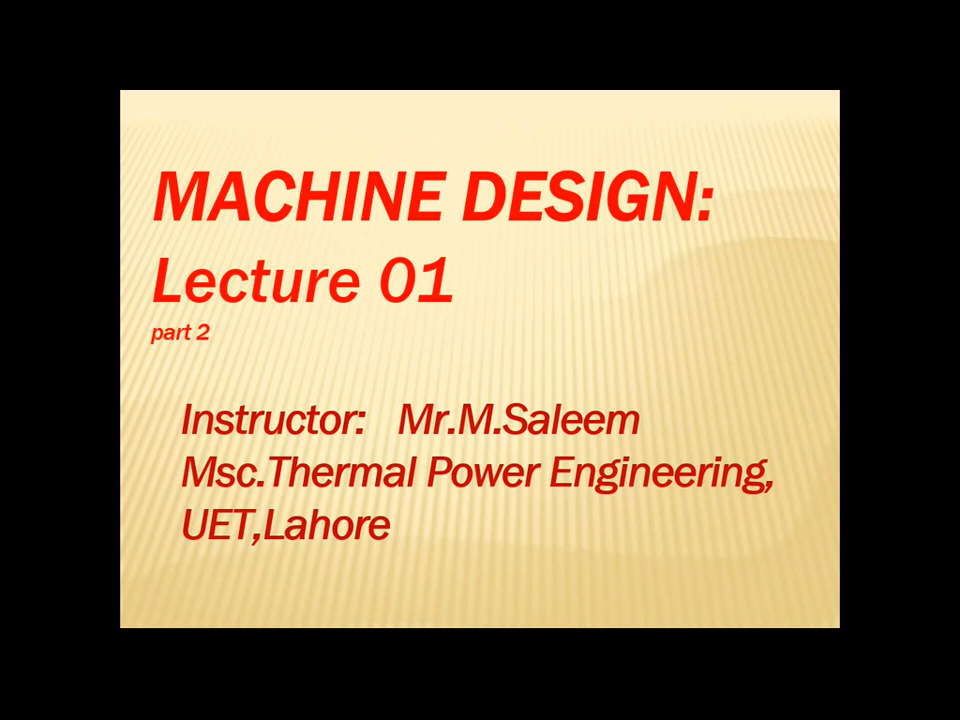 MACHINE DESIGN:
Lecture 01
part 2
Instructor: Mr.M.Saleem
Msc.Thermal Power Engineering,
UET,Lahore